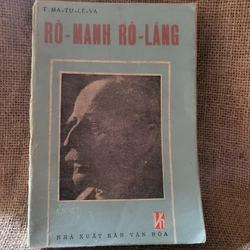 T-MA-TU-LÊ-VA
RÔ-MANH RÔ-LĂNG
NHÀ XUẤT BẢN VĂN HÓA